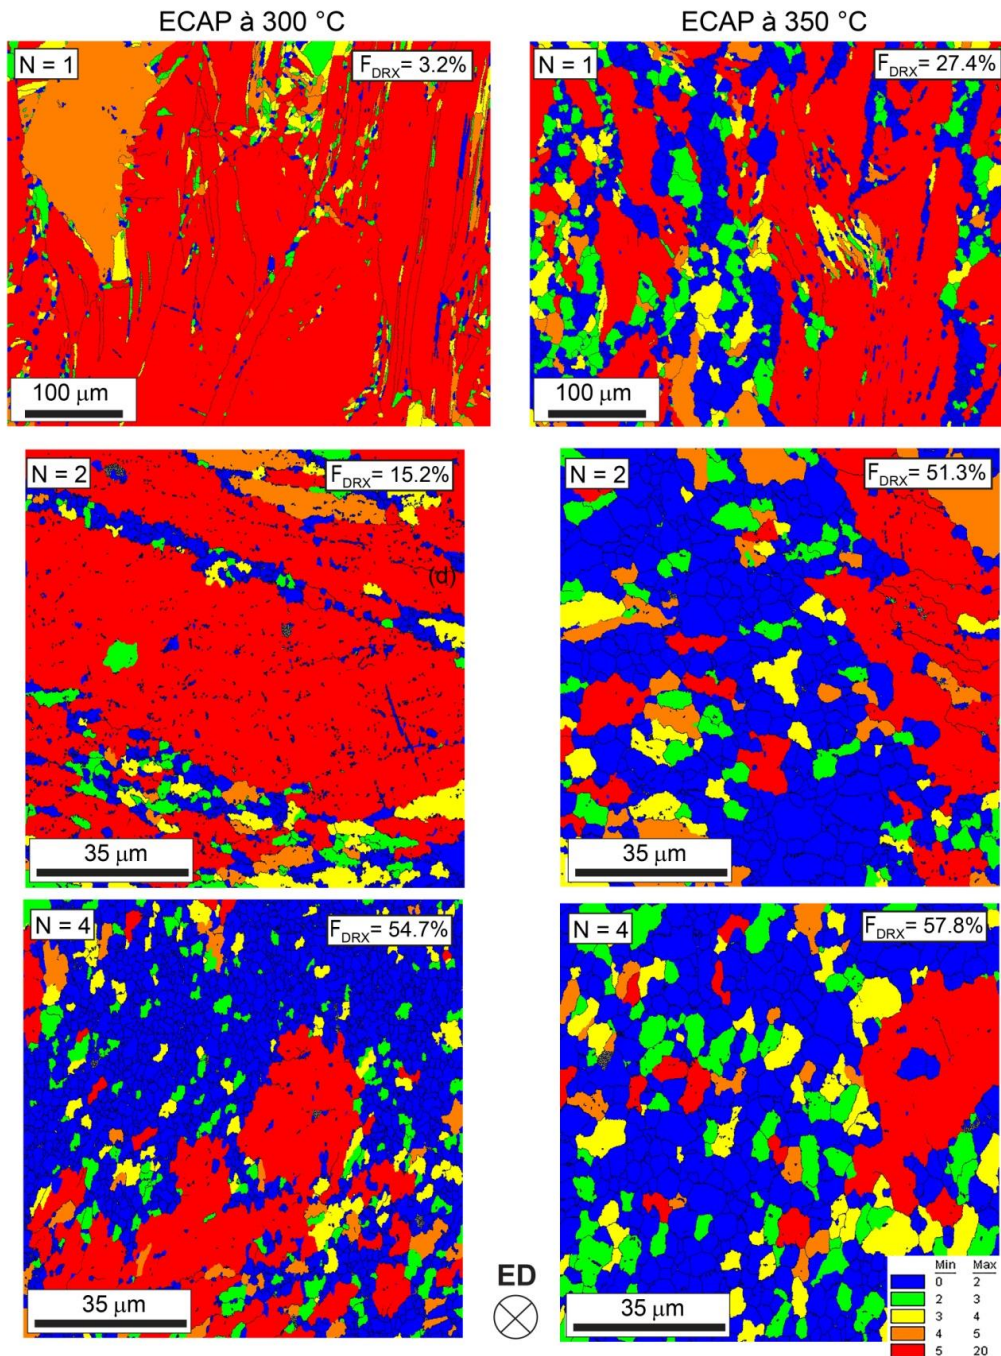 ECAP à 300 °C
ECAP à 350 °C
N = 1
F_DRX = 3.2%
100 μm
N = 1
F_DRX = 27.4%
100 μm
N = 2
F_DRX = 15.2%
(d)
35 μm
N = 2
F_DRX = 51.3%
35 μm
N = 4
F_DRX = 54.7%
35 μm
ED
N = 4
F_DRX = 57.8%
35 μm
Min Max
0 2
2 3
3 4
4 5
5 20